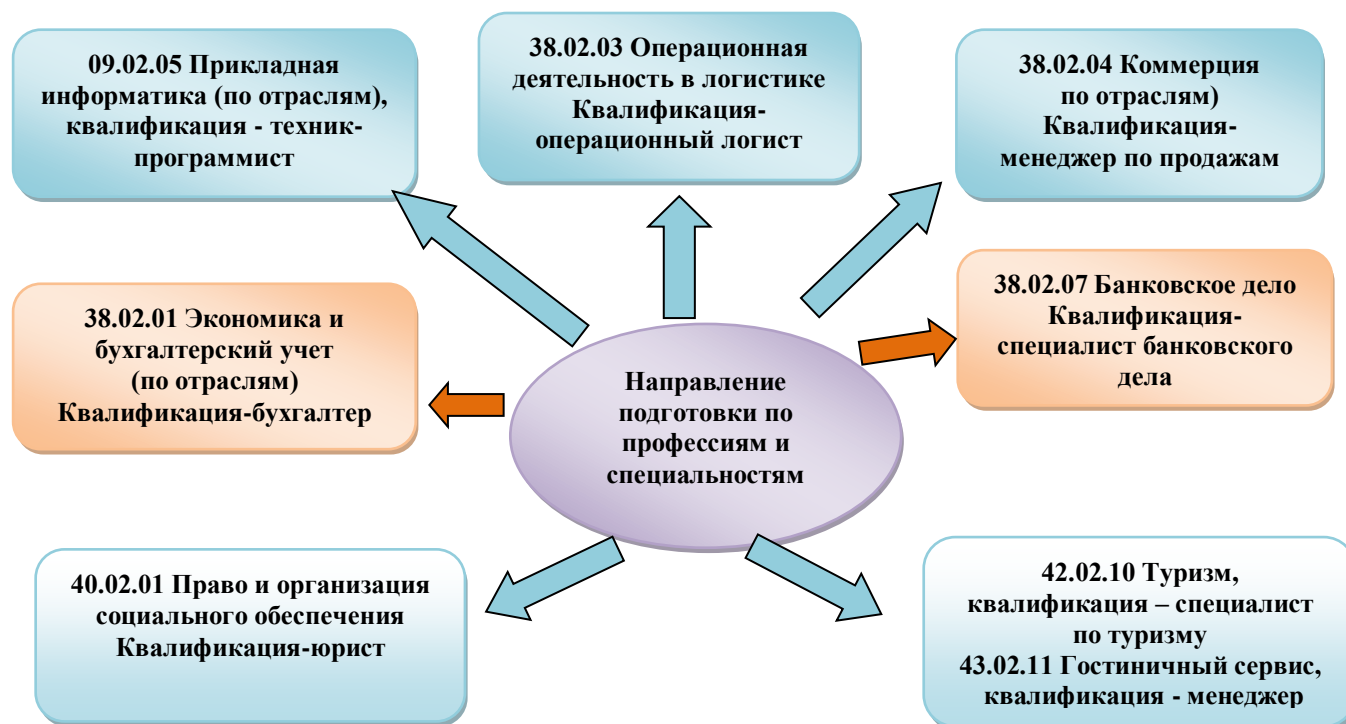 09.02.05 Прикладная
информатика (по отраслям),
квалификация - техник-
программист
38.02.03 Операционная
деятельность в логистике
Квалификация-
операционный логист
38.02.04 Коммерция
по отраслям)
Квалификация-
менеджер по продажам
38.02.01 Экономика и
бухгалтерский учет
(по отраслям)
Квалификация-бухгалтер
Направление
подготовки по
профессиям и
специальностям
38.02.07 Банковское дело
Квалификация-
специалист банковского
дела
40.02.01 Право и организация
социального обеспечения
Квалификация-юрист
42.02.10 Туризм,
квалификация – специалист
по туризму
43.02.11 Гостиничный сервис,
квалификация - менеджер